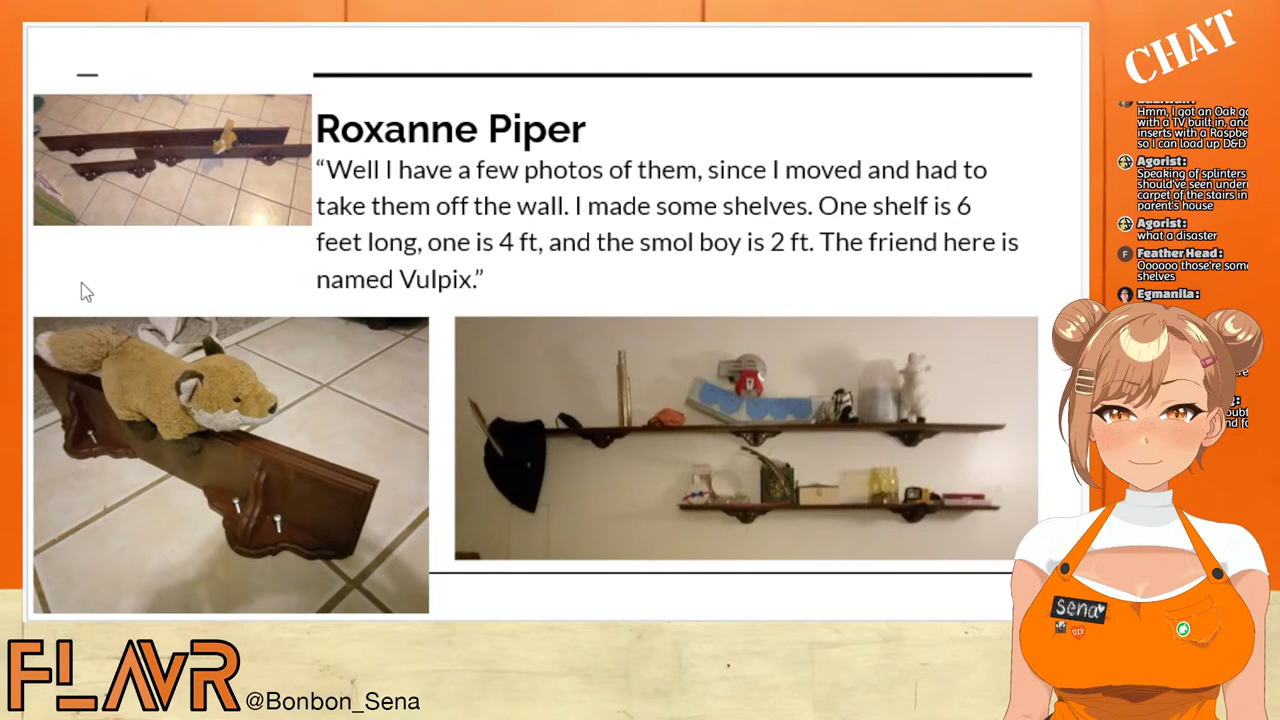 CHAT
Hmm, I got an Oak
with a TV built in, and
inserts with a
so I can load up D&D
Agorist:
Speaking of splinters
should've seen under
carpet of the stairs in
parent's house
Agorist:
what a disaster
Feather Head:
Oooooo those're some
shelves
Egmanila:
Roxanne Piper
“Well I have a few photos of them, since I moved and had to
take them off the wall. I made some shelves. One shelf is 6
feet long, one is 4 ft, and the smol boy is 2 ft. The friend here is
named Vulpix.”
sena
DIY
FLAVR
@Bonbon_Sena